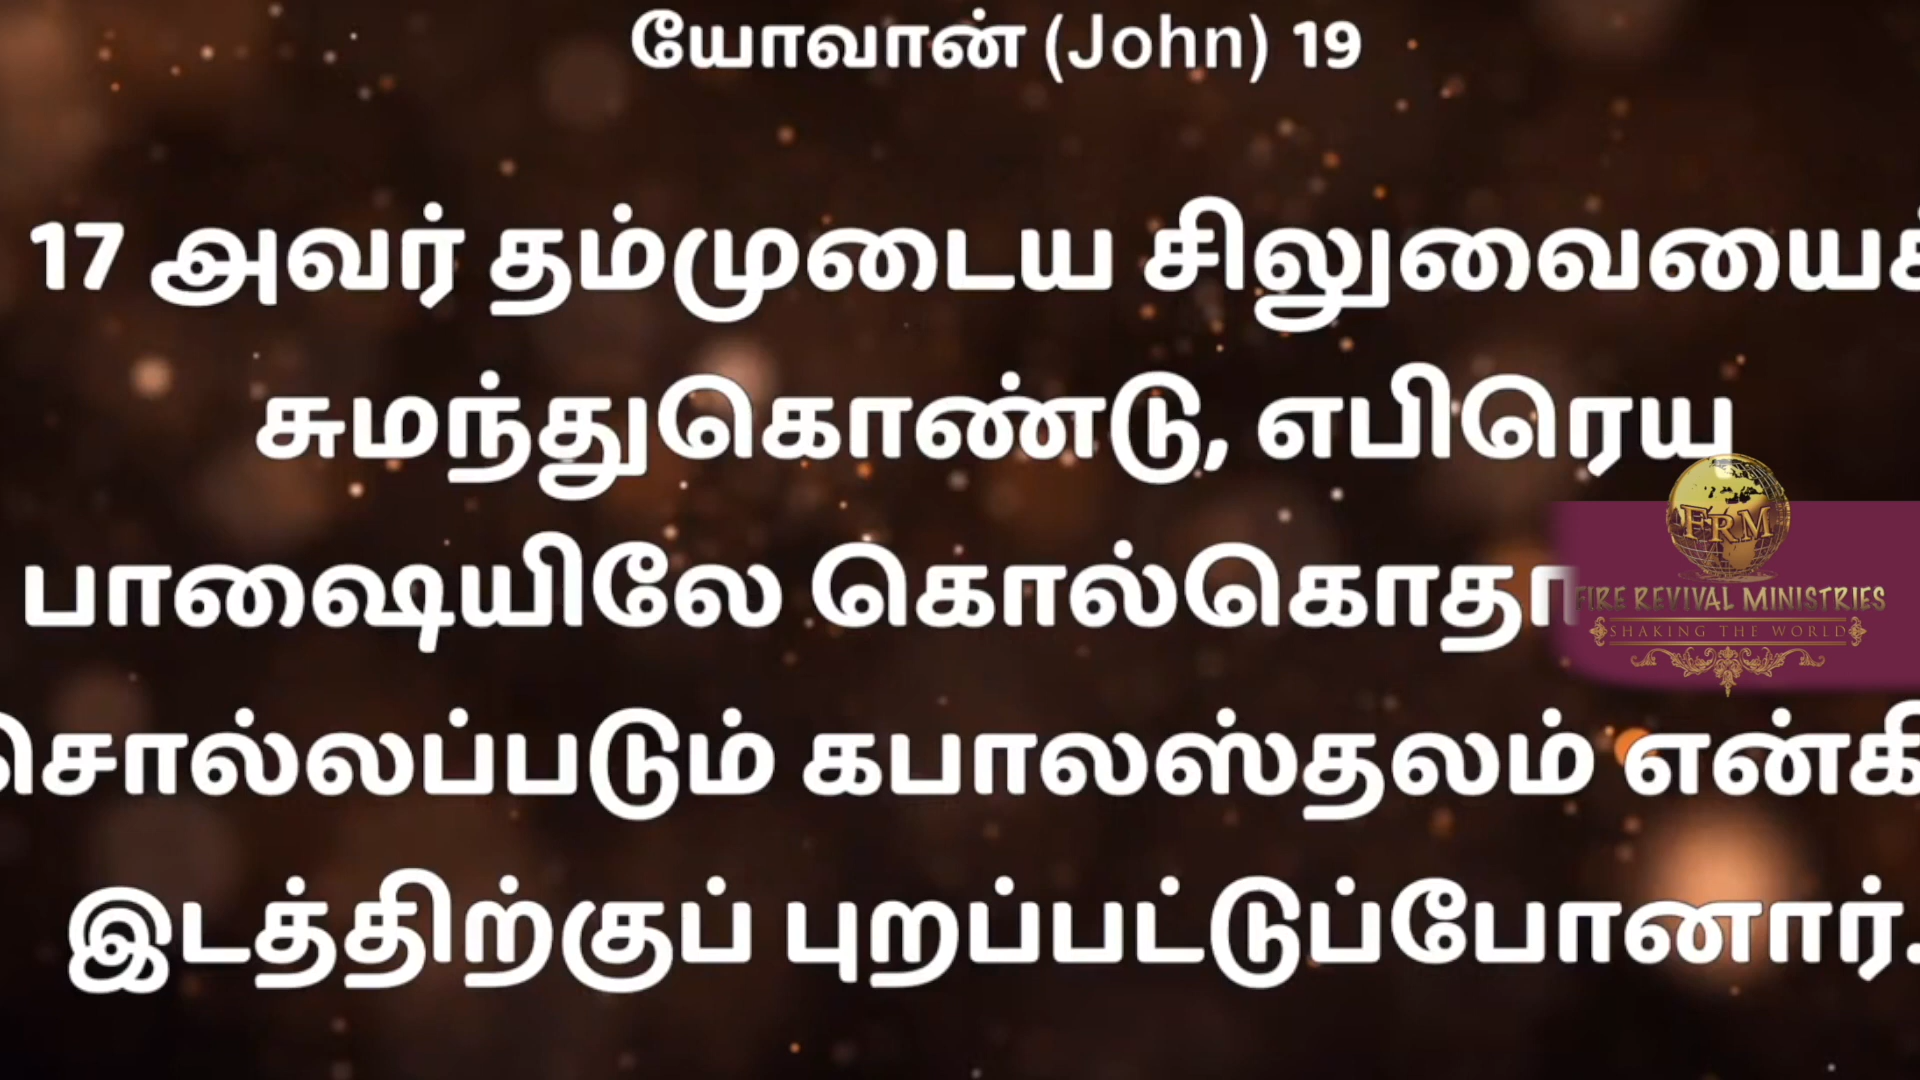 யோவான் (John) 19
17 அவர் தம்முடைய சிலுவையைக்
சுமந்துகொண்டு, எபிரெய
பாஷையிலே கொல்கொதா
சொல்லப்படும் கபாலஸ்தலம்
இடத்திற்குப் புறப்பட்டுப்போனார்.
FRM
FIRE REVIVAL MINISTRIES
SHAKING THE WORLD